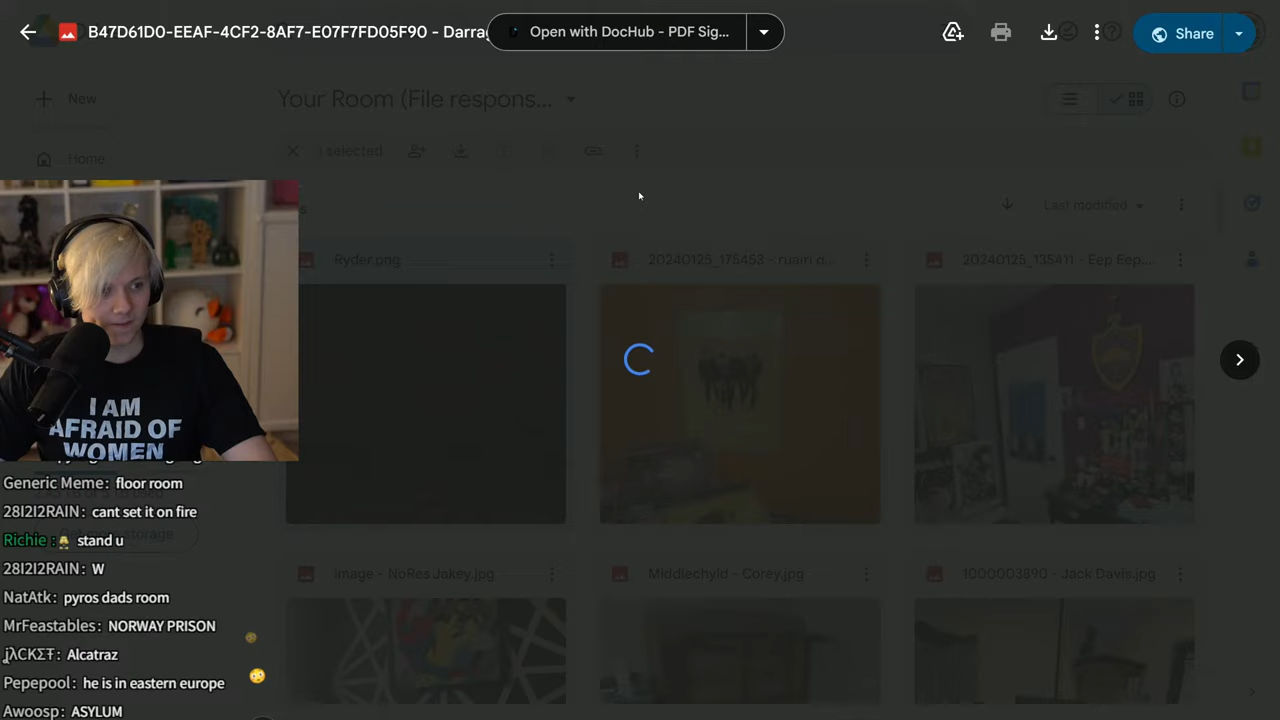 B47D61D0-EEAF-4CF2-8AF7-E07F7FD05F90 - Darrag
Open with DocHub - PDF Sig...
Share
New
Your Room (File respons...
Home
1 selected
Last modified
Ryder.png
20240125_175453 - ruairi d...
20240125_135411 - Eep Eep....
I AM
AFRAID OF
WOMEN
Generic Meme: floor room
28I2I2RAIN: cant set it on fire
Richie : stand u
28I2I2RAIN: W
NatAtk: pyros dads room
MrFeastables: NORWAY PRISON
jλCKΣŦ: Alcatraz
Pepepool: he is in eastern europe
Awoosp: ASYLUM
Image - NoRes Jakey.jpg
Middlechyld - Corey.jpg
1000003890 - Jack Davis.jpg